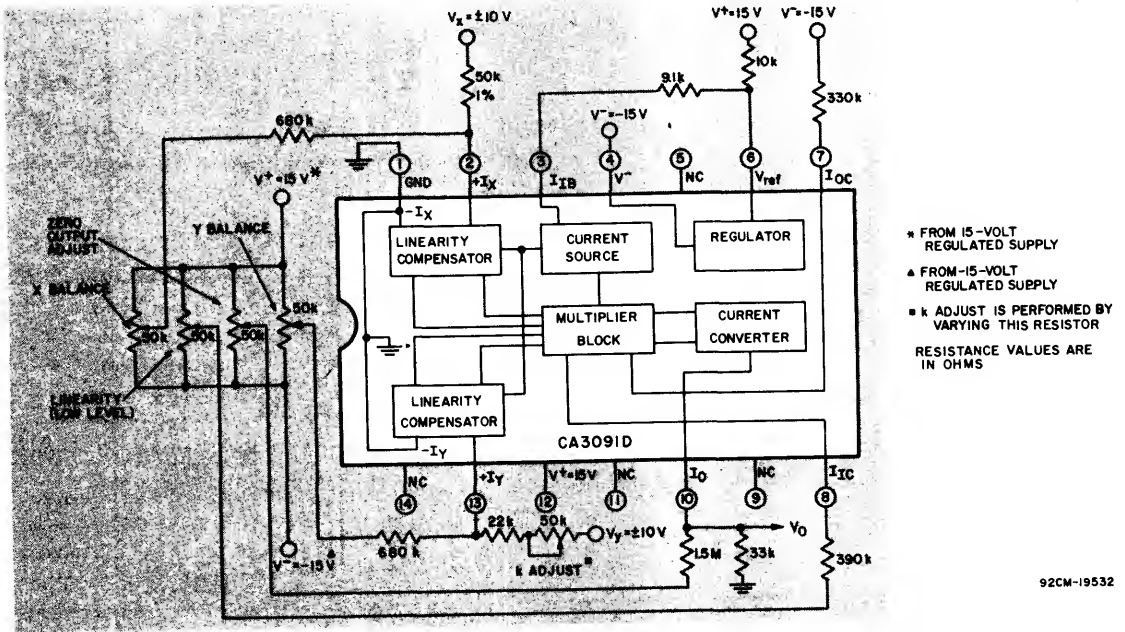 Vx=±10 V
V+=15 V
V-=-15 V
50k
1%
10k
9.1k
330k
680k
V-=-15 V
1
2
3
4
5
6
7
GND
+Ix
IIB
V-
NC
Vref
IOC
V+=15 V*
-Ix
ZERO
OUTPUT
ADJUST
Y BALANCE
X BALANCE
LINEARITY
COMPENSATOR
CURRENT
SOURCE
REGULATOR
50k
50k
50k
50k
MULTIPLIER
BLOCK
CURRENT
CONVERTER
LINEARITY
(LOW LEVEL)
LINEARITY
COMPENSATOR
-IY
CA3091D
NC
+IY
V+=15V
NC
IO
NC
IIC
14
13
12
11
10
9
8
680k
22k
50k
VY=±10V
k ADJUST■
V-=-15V▲
1.5M
33k
VO
390k
* FROM 15-VOLT
REGULATED SUPPLY
▲ FROM-15-VOLT
REGULATED SUPPLY
■ k ADJUST IS PERFORMED BY
VARYING THIS RESISTOR
RESISTANCE VALUES ARE
IN OHMS
92CM-19532